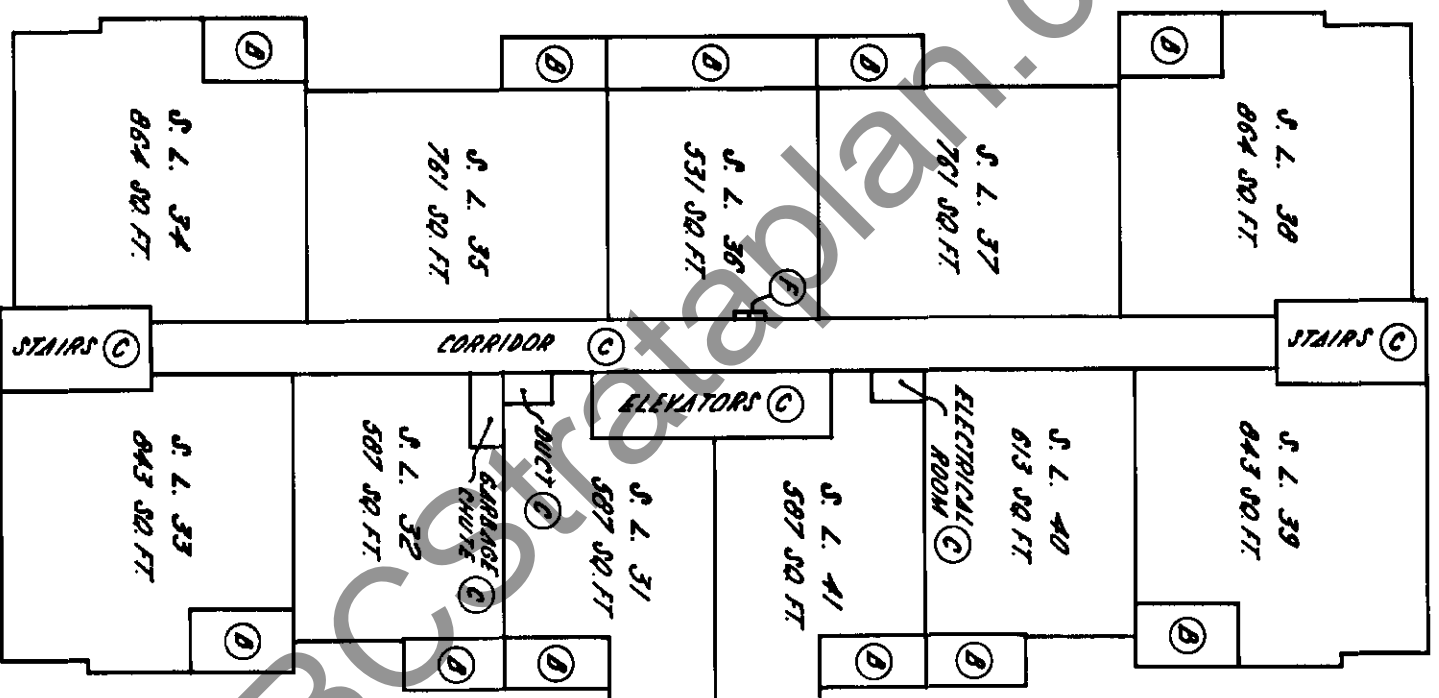 B
B
B
B
B
S. L. 34
864 SQ. FT.
S. L. 35
761 SQ. FT.
S. L. 36
531 SQ. FT.
S. L. 37
761 SQ. FT.
S. L. 38
864 SQ. FT.
F
STAIRS C
CORRIDOR C
STAIRS C
ELEVATORS C
S. L. 33
843 SQ. FT.
S. L. 32
587 SQ. FT.
GARBAGE
CHUTE C
DUCT C
S. L. 31
587 SQ. FT
S. L. 41
587 SQ FT.
ELECTRICAL
ROOM C
S. L. 40
613 SQ. FT
S. L. 39
843 SQ. FT.
B
B
B
B
B
B
BCStrataplan.c